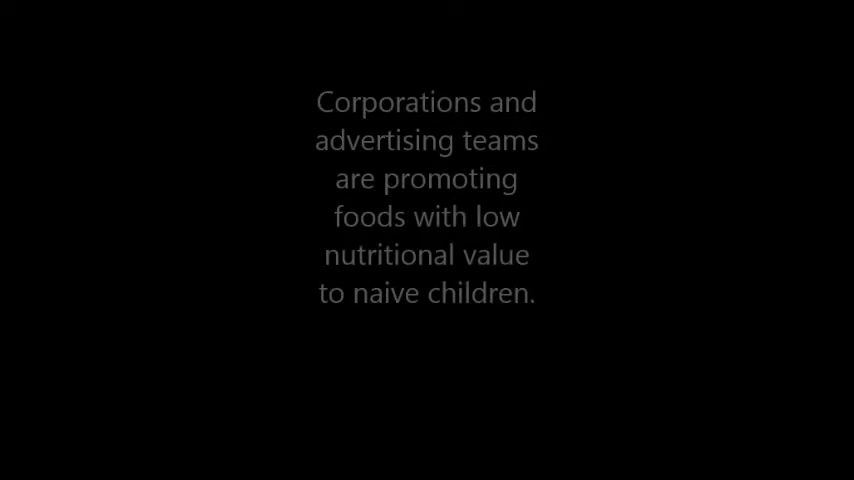 Corporations and
advertising teams
are promoting
foods with low
nutritional value
to naive children.